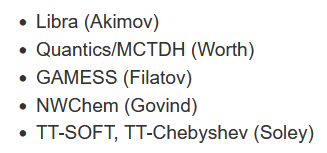 • Libra (Akimov)
• Quantics/MCTDH (Worth)
• GAMESS (Filatov)
• NWChem (Govind)
• TT-SOFT, TT-Chebyshev (Soley)